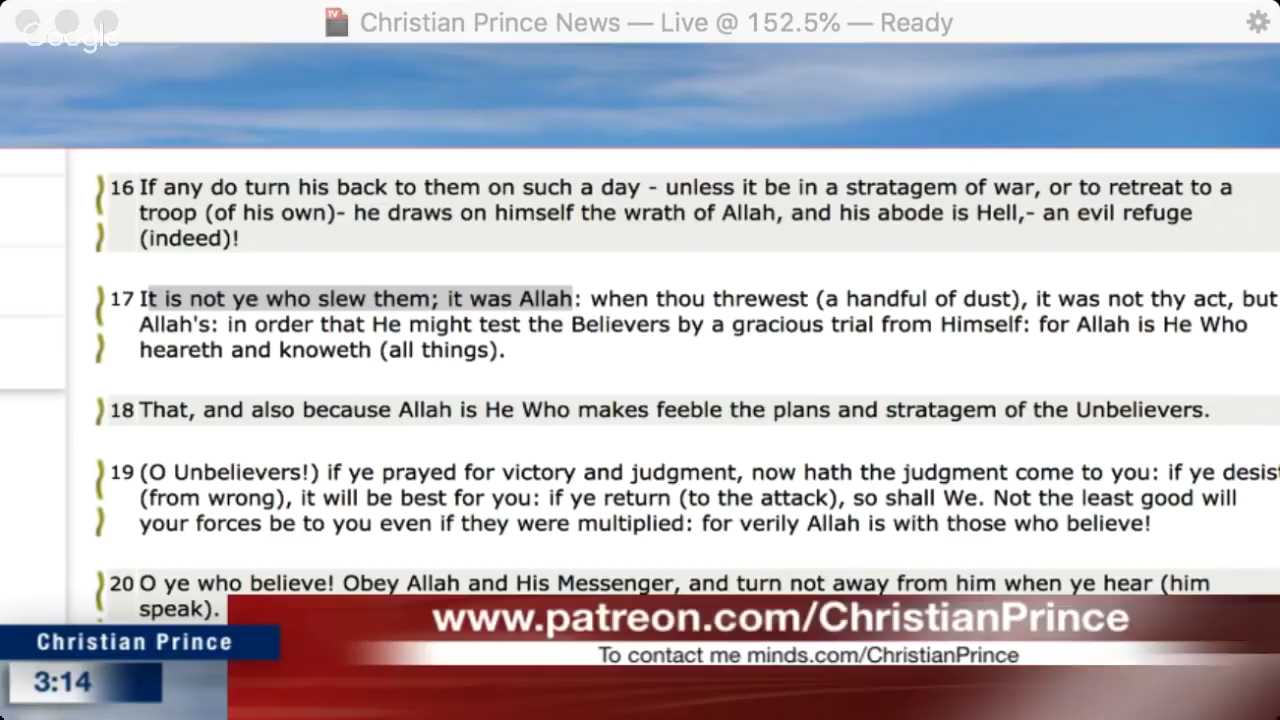 Google
TV
Christian Prince News — Live @ 152.5% — Ready
16 If any do turn his back to them on such a day - unless it be in a stratagem of war, or to retreat to a
troop (of his own)- he draws on himself the wrath of Allah, and his abode is Hell,- an evil refuge
(indeed)!
17 It is not ye who slew them; it was Allah: when thou threwest (a handful of dust), it was not thy act, but
Allah's: in order that He might test the Believers by a gracious trial from Himself: for Allah is He Who
heareth and knoweth (all things).
18 That, and also because Allah is He Who makes feeble the plans and stratagem of the Unbelievers.
19 (O Unbelievers!) if ye prayed for victory and judgment, now hath the judgment come to you: if ye desist
(from wrong), it will be best for you: if ye return (to the attack), so shall We. Not the least good will
your forces be to you even if they were multiplied: for verily Allah is with those who believe!
20 O ye who believe! Obey Allah and His Messenger, and turn not away from him when ye hear (him
speak).
www.patreon.com/ChristianPrince
Christian Prince
To contact me minds.com/ChristianPrince
3:14